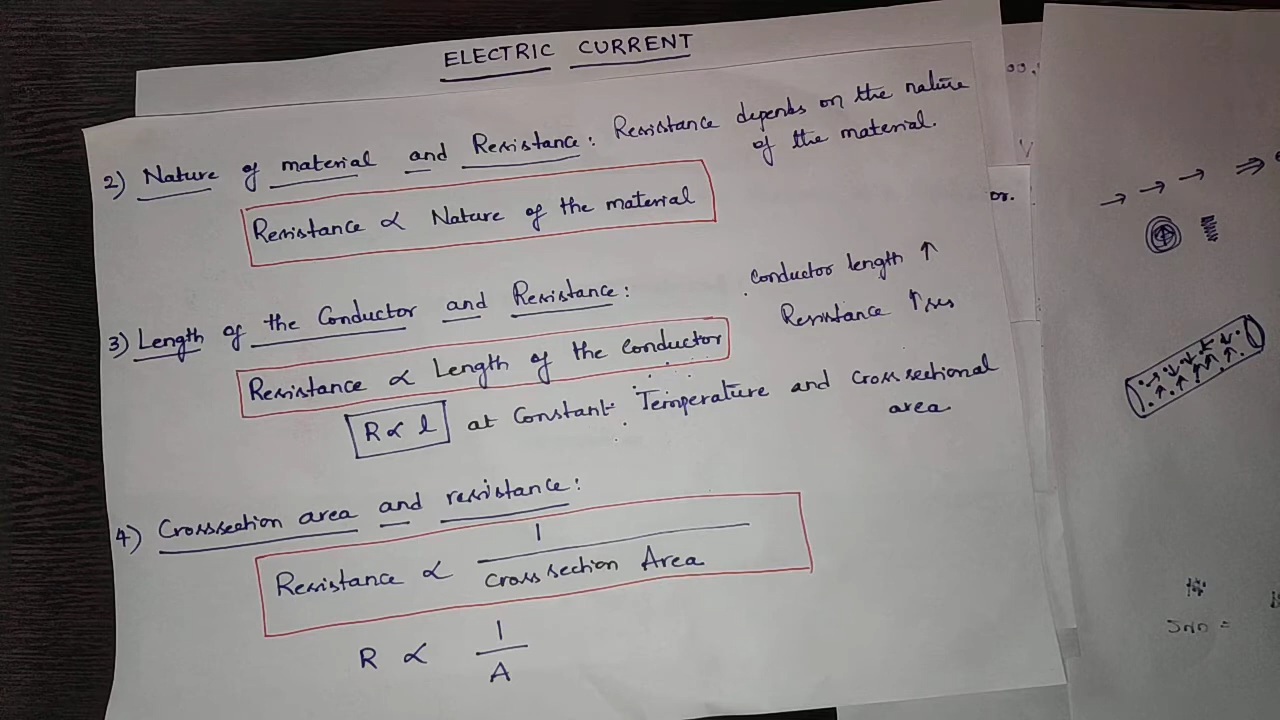 ELECTRIC CURRENT
2) Nature of material and Resistance: Resistance depends on the nature
of the material.
Resistance ∝ Nature of the material
3) Length of the Conductor and Resistance:
Conductor length ↑
Resistance ↑ses
Resistance ∝ Length of the conductor
R ∝ l at Constant Temperature and Cross sectional
area
4) Crosssection area and resistance:
Resistance ∝ 1
Cross section Area
R ∝ 1
A
or.